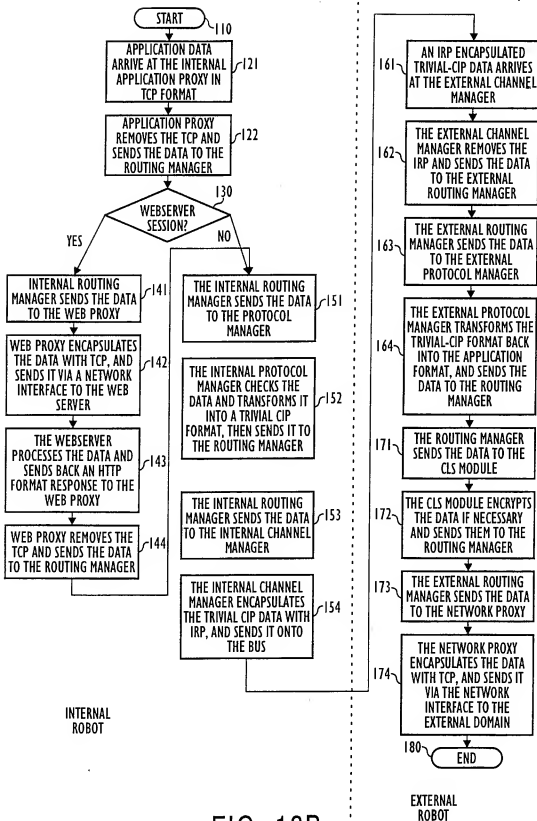 START
110
APPLICATION DATA
ARRIVE AT THE INTERNAL
APPLICATION PROXY IN
TCP FORMAT
121
APPLICATION PROXY
REMOVES THE TCP AND
SENDS THE DATA TO THE
ROUTING MANAGER
122
WEBSERVER
SESSION?
130
YES
NO
INTERNAL ROUTING
MANAGER SENDS THE DATA
TO THE WEB PROXY
141
WEB PROXY ENCAPSULATES
THE DATA WITH TCP, AND
SENDS IT VIA A NETWORK
INTERFACE TO THE WEB
SERVER
142
THE WEBSERVER
PROCESSES THE DATA AND
SENDS BACK AN HTTP
FORMAT RESPONSE TO THE
WEB PROXY
143
WEB PROXY REMOVES THE
TCP AND SENDS THE DATA
TO THE ROUTING MANAGER
144
THE INTERNAL ROUTING
MANAGER SENDS THE DATA
TO THE PROTOCOL
MANAGER
151
THE INTERNAL PROTOCOL
MANAGER CHECKS THE
DATA AND TRANSFORMS IT
INTO A TRIVIAL CIP
FORMAT, THEN SENDS IT TO
THE ROUTING MANAGER
152
THE INTERNAL ROUTING
MANAGER SENDS THE DATA
TO THE INTERNAL CHANNEL
MANAGER
153
THE INTERNAL CHANNEL
MANAGER ENCAPSULATES
THE TRIVIAL CIP DATA WITH
IRP, AND SENDS IT ONTO
THE BUS
154
INTERNAL
ROBOT
AN IRP ENCAPSULATED
TRIVIAL-CIP DATA ARRIVES
AT THE EXTERNAL CHANNEL
MANAGER
161
THE EXTERNAL CHANNEL
MANAGER REMOVES THE
IRP AND SENDS THE DATA
TO THE EXTERNAL
ROUTING MANAGER
162
THE EXTERNAL ROUTING
MANAGER SENDS THE DATA
TO THE EXTERNAL
PROTOCOL MANAGER
163
THE EXTERNAL PROTOCOL
MANAGER TRANSFORMS THE
TRIVIAL-CIP FORMAT BACK
INTO THE APPLICATION
FORMAT, AND SENDS THE
DATA TO THE ROUTING
MANAGER
164
THE ROUTING MANAGER
SENDS THE DATA TO THE
CLS MODULE
171
THE CLS MODULE ENCRYPTS
THE DATA IF NECESSARY
AND SENDS THEM TO THE
ROUTING MANAGER
172
THE EXTERNAL ROUTING
MANAGER SENDS THE DATA
TO THE NETWORK PROXY
173
THE NETWORK PROXY
ENCAPSULATES THE DATA
WITH TCP, AND SENDS IT
VIA THE NETWORK
INTERFACE TO THE
EXTERNAL DOMAIN
174
180
END
EXTERNAL
ROBOT